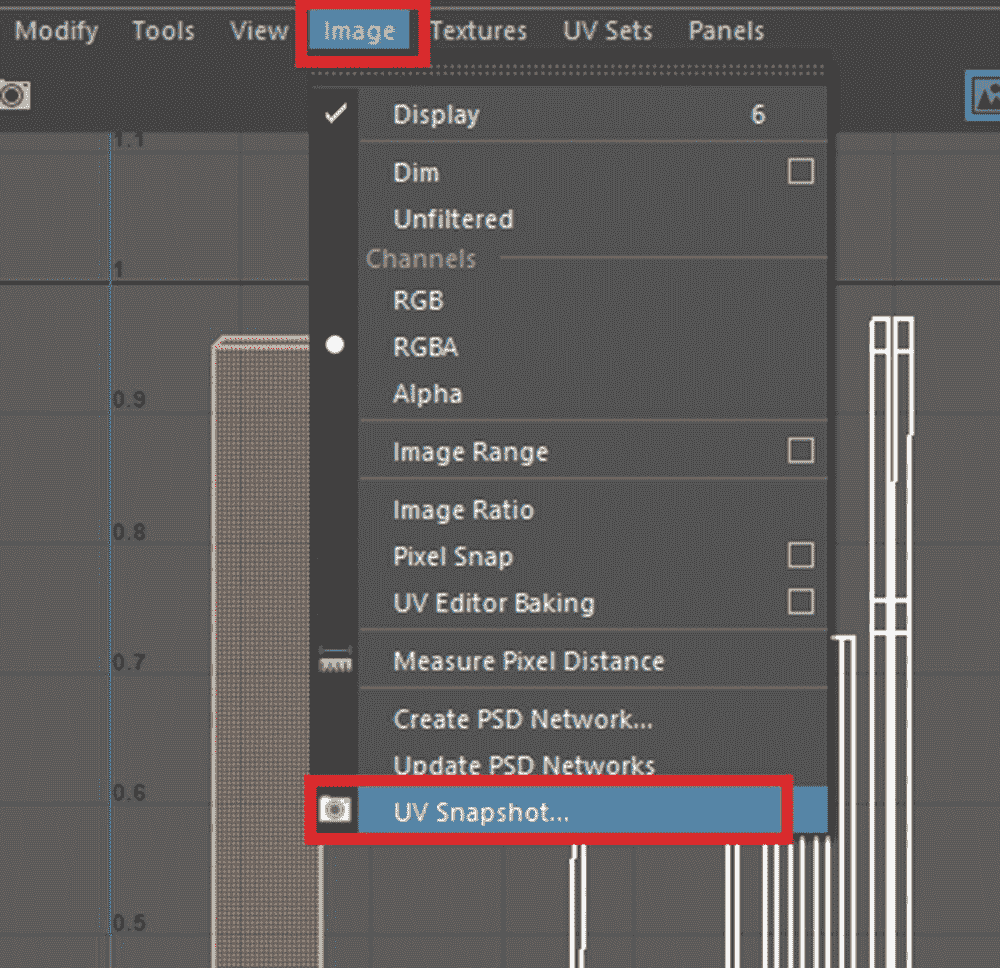 Modify Tools View Image Textures UV Sets Panels
Display 6
Dim
Unfiltered
Channels
RGB
RGBA
Alpha
Image Range
Image Ratio
Pixel Snap
UV Editor Baking
Measure Pixel Distance
Create PSD Network...
Update PSD Networks
UV Snapshot...
1.1
1
0.9
0.8
0.7
0.6
0.5